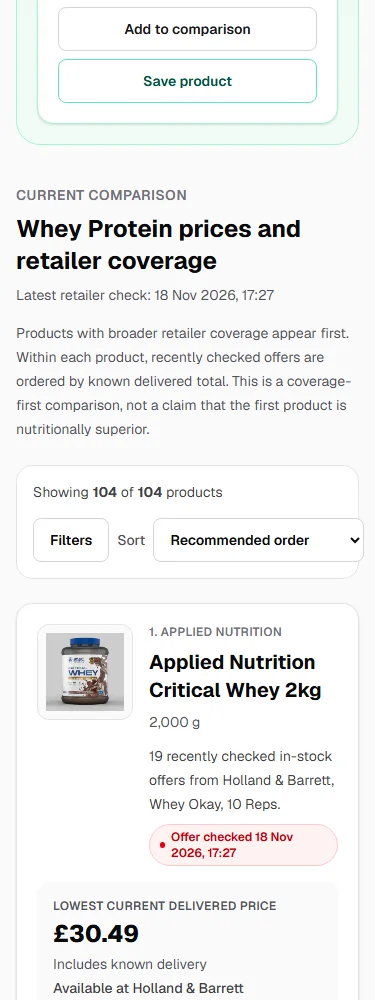 Add to comparison
Save product
CURRENT COMPARISON
Whey Protein prices and
retailer coverage
Latest retailer check: 18 Nov 2026, 17:27
Products with broader retailer coverage appear first.
Within each product, recently checked offers are
ordered by known delivered total. This is a coverage-
first comparison, not a claim that the first product is
nutritionally superior.
Showing 104 of 104 products
Filters Sort Recommended order
1. APPLIED NUTRITION
Applied Nutrition
Critical Whey 2kg
WHEY
2,000 g
19 recently checked in-stock
offers from Holland & Barrett,
Whey Okay, 10 Reps.
Offer checked 18 Nov
2026, 17:27
LOWEST CURRENT DELIVERED PRICE
£30.49
Includes known delivery
Available at Holland & Barrett